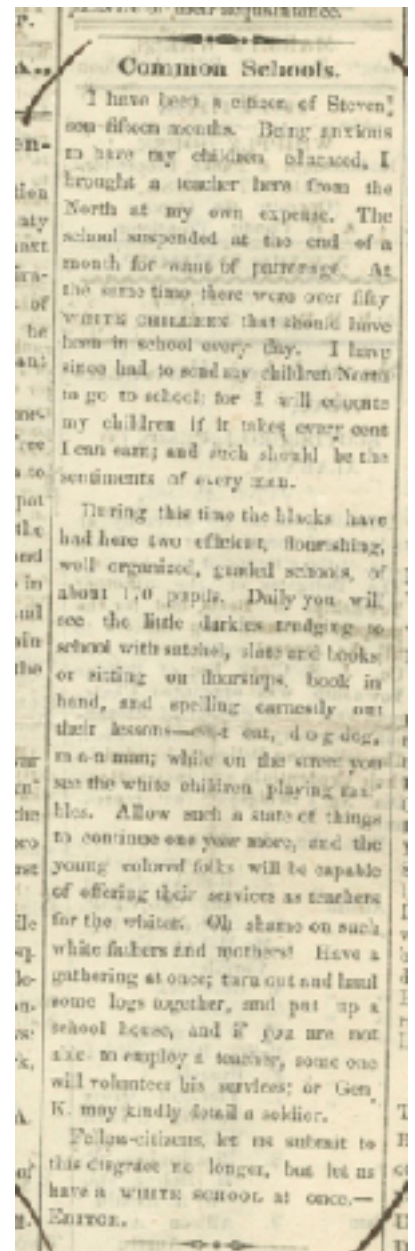 of their acquaintance.
Common Schools.
I have been a citizen of Steven
son fifteen months. Being anxious
to have my children educated, I
brought a teacher here from the
North at my own expense. The
school suspended at the end of a
month for want of patronage. At
the same time there were over fifty
WHITE CHILDREN that should have
been in school every day. I have
since had to send my children North
to go to school; for I will educate
my children if it takes every cent
I can earn; and such should be the
sentiments of every man.
During this time the blacks have
had here two efficient, flourishing,
well organized, graded schools, of
about pupils. Daily you will
see the little darkies trudging to
school with satchel, slate and books
or sitting on doorsteps, book in
hand, and spelling earnestly out
their lessons— cat, d o g dog,
m a n man; while on the street you
see the white children playing mar
bles. Allow such a state of things
to continue one year more, and the
young colored folks will be capable
of offering their services as teachers
for the whites. Oh shame on such
white fathers and mothers! Have a
gathering at once; turn out and haul
some logs together, and put up a
school house, and if you are not
able to employ a teacher, some one
will volunteer his services; or Gen.
K. may kindly detail a soldier.
Fellow-citizens, let us submit to
this disgrace no longer, but let us
have a WHITE SCHOOL at once.—
EDITOR.